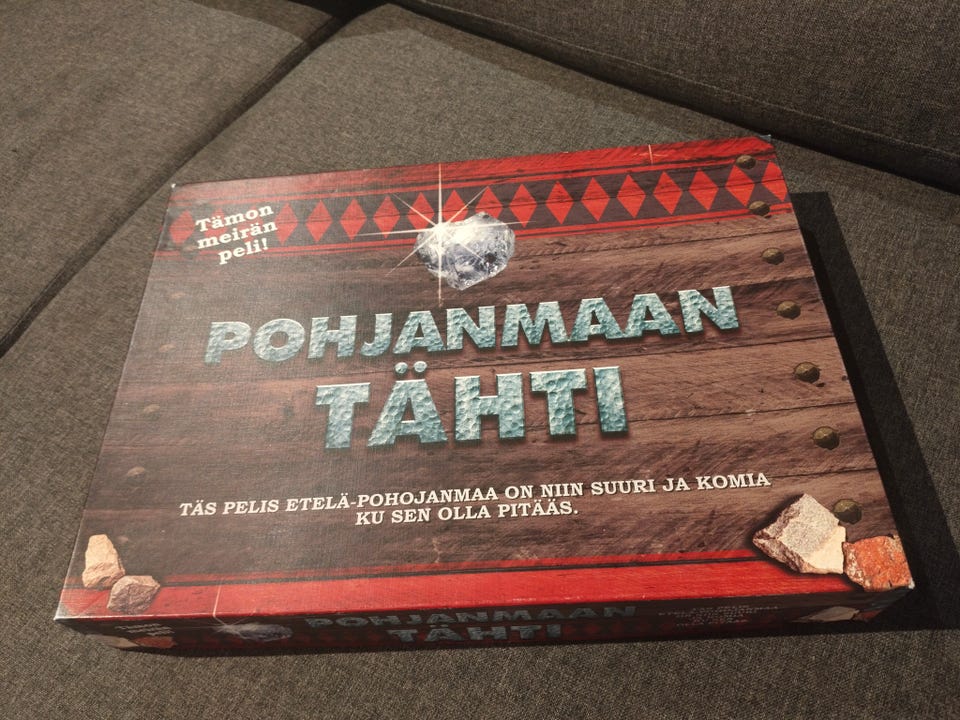 Tämon
meirän
peli!
POHJANMAAN
TÄHTI
TÄS PELIS ETELÄ-POHOJANMAA ON NIIN SUURI JA KOMIA
KU SEN OLLA PITÄÄS.
POHJANMAAN
TÄHTI